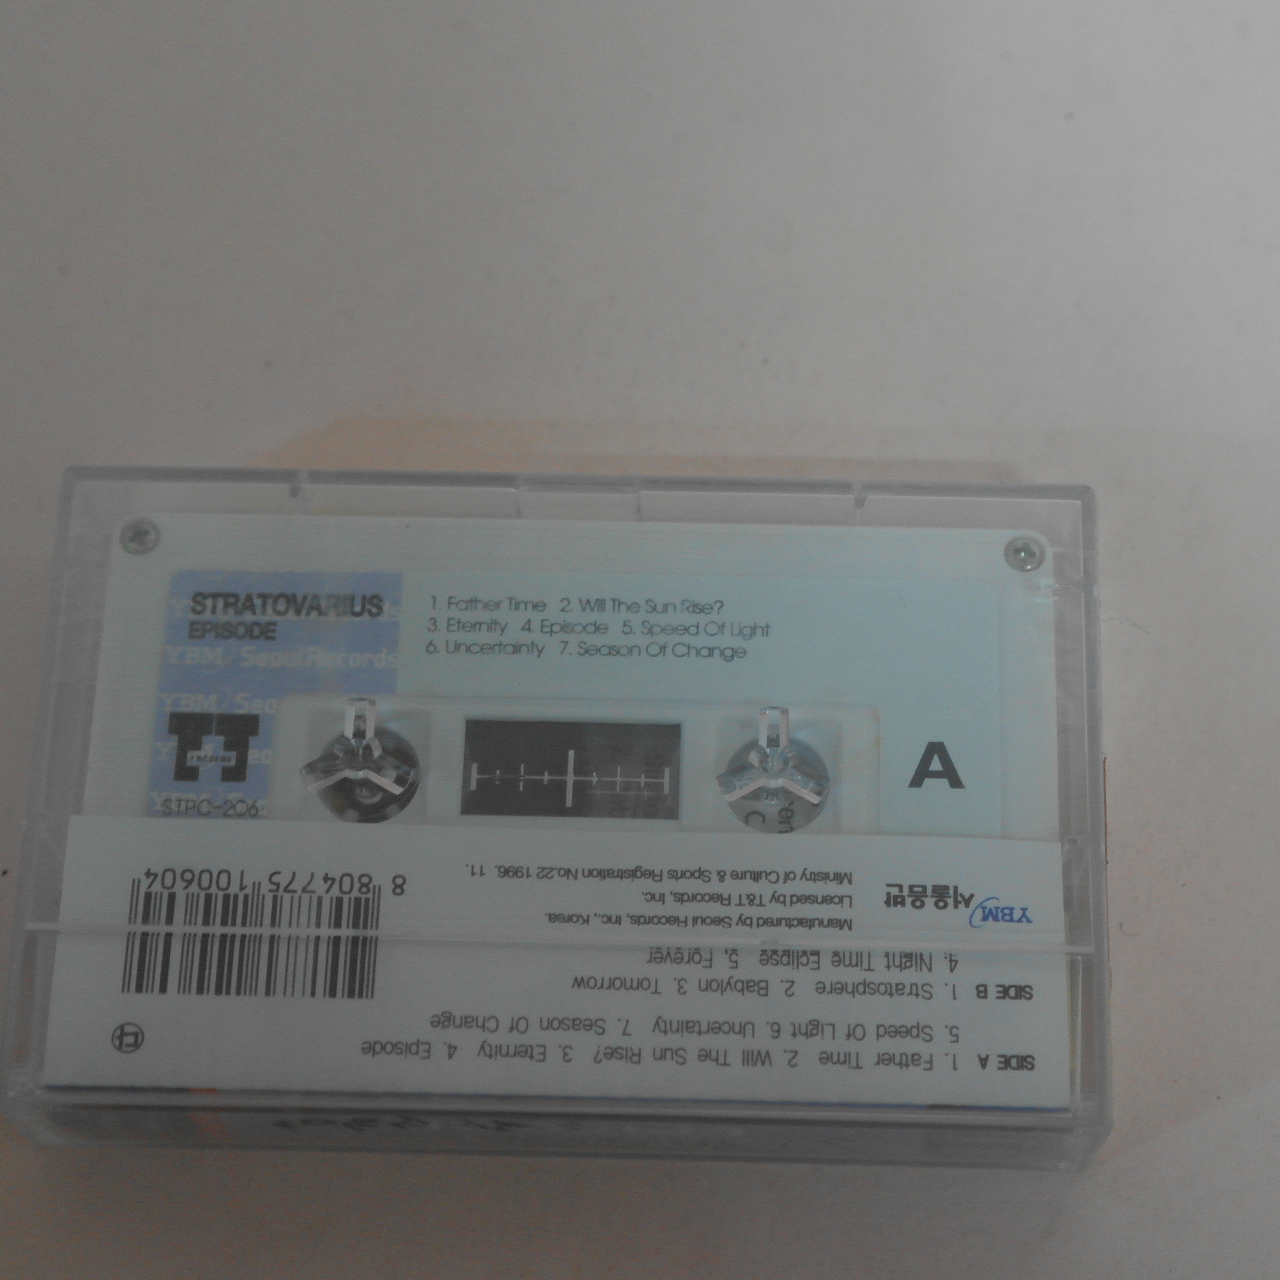 STRATOVARIUS
EPISODE
1. Father Time 2. Will The Sun Rise?
3. Eternity 4. Episode 5. Speed Of Light
6. Uncertainty 7. Season Of Change
YBM/SeoulRecords
records
STPC-206
A
SIDE A 1. Father Time 2. Will The Sun Rise? 3. Eternity 4. Episode
5. Speed Of Light 6. Uncertainty 7. Season Of Change
SIDE B 1. Stratosphere 2. Babylon 3. Tomorrow
4. Night Time Eclipse 5. Forever
YBM 서울음반
Manufactured by Seoul Records, Inc., Korea.
Licensed by T&T Records, Inc.
Ministry of Culture & Sports Registration No.22 1996. 11.
8 804775 100604